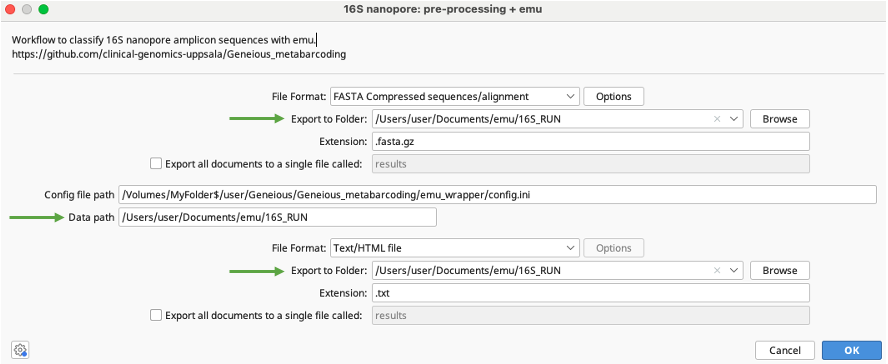 16S nanopore: pre-processing + emu
Workflow to classify 16S nanopore amplicon sequences with emu.
https://github.com/clinical-genomics-uppsala/Geneious_metabarcoding
File Format: FASTA Compressed sequences/alignment Options
Export to Folder: /Users/user/Documents/emu/16S_RUN Browse
Extension: .fasta.gz
Export all documents to a single file called: results
Config file path /Volumes/MyFolder$/user/Geneious/Geneious_metabarcoding/emu_wrapper/config.ini
Data path /Users/user/Documents/emu/16S_RUN
File Format: Text/HTML file Options
Export to Folder: /Users/user/Documents/emu/16S_RUN Browse
Extension: .txt
Export all documents to a single file called: results
Cancel OK